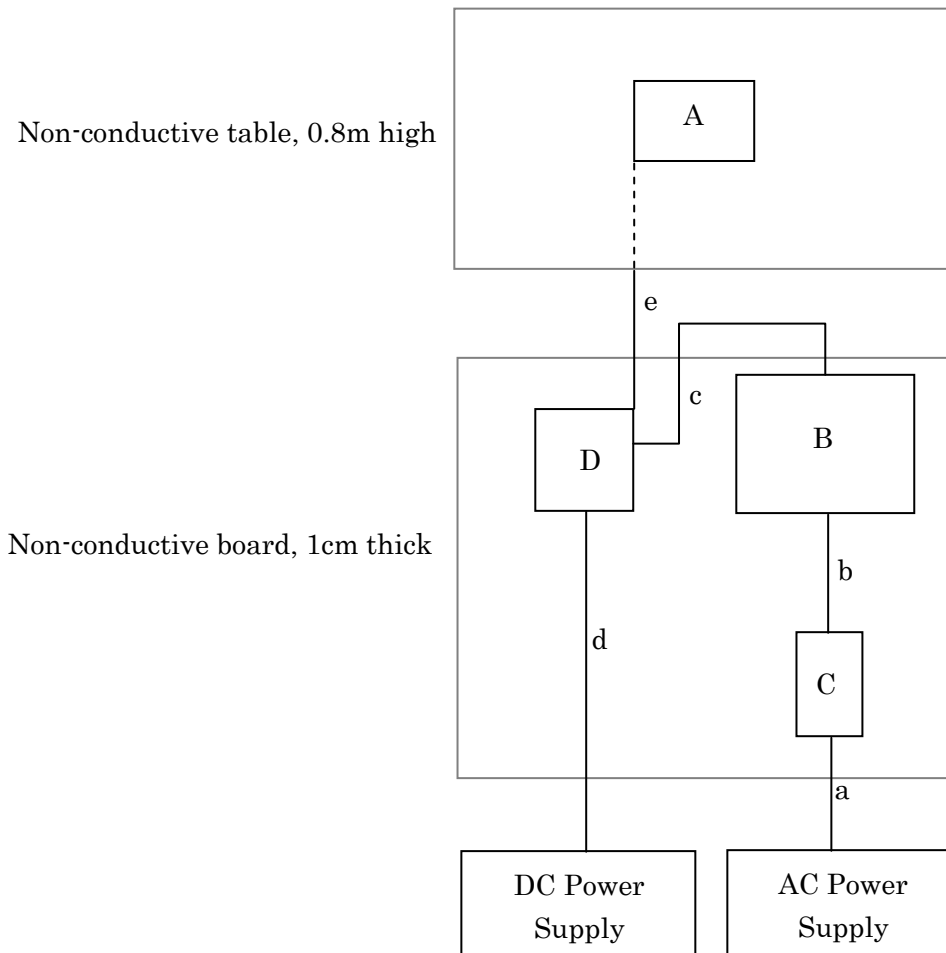 A
Non-conductive table, 0.8m high
e
c
B
D
Non-conductive board, 1cm thick
b
d
C
a
DC Power
Supply
AC Power
Supply